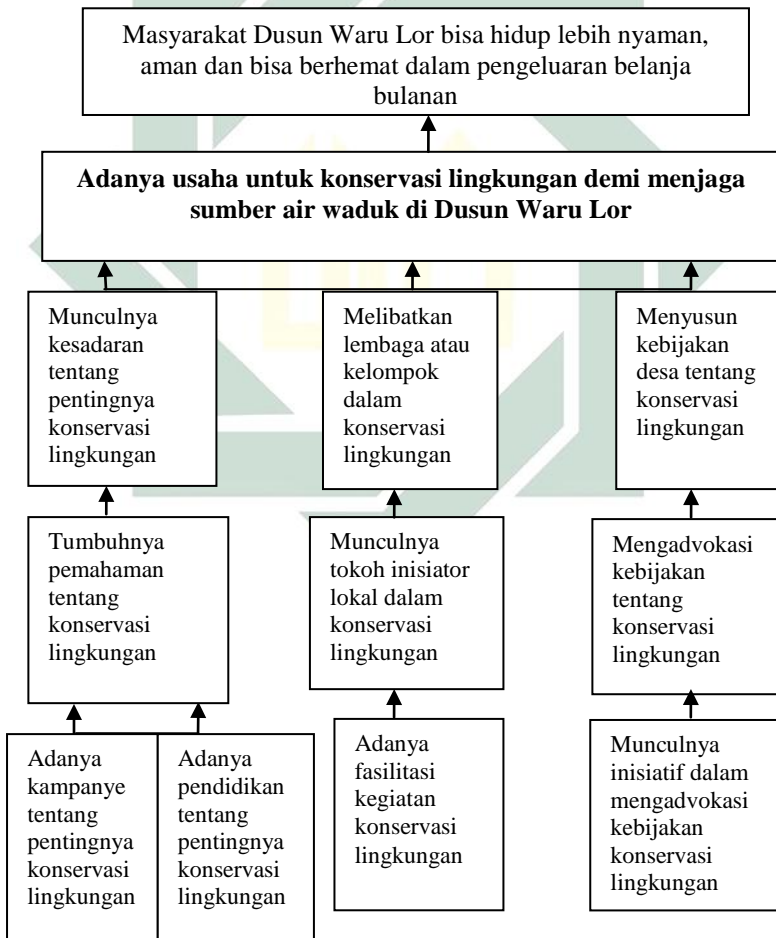 Masyarakat Dusun Waru Lor bisa hidup lebih nyaman,
aman dan bisa berhemat dalam pengeluaran belanja
bulanan
Adanya usaha untuk konservasi lingkungan demi menjaga
sumber air waduk di Dusun Waru Lor
Munculnya
kesadaran
tentang
pentingnya
konservasi
lingkungan
Melibatkan
lembaga atau
kelompok
dalam
konservasi
lingkungan
Menyusun
kebijakan
desa tentang
konservasi
lingkungan
Tumbuhnya
pemahaman
tentang
konservasi
lingkungan
Munculnya
tokoh inisiator
lokal dalam
konservasi
lingkungan
Mengadvokasi
kebijakan
tentang
konservasi
lingkungan
Adanya
kampanye
tentang
pentingnya
konservasi
lingkungan
Adanya
pendidikan
tentang
pentingnya
konservasi
lingkungan
Adanya
fasilitasi
kegiatan
konservasi
lingkungan
Munculnya
inisiatif dalam
mengadvokasi
kebijakan
konservasi
lingkungan